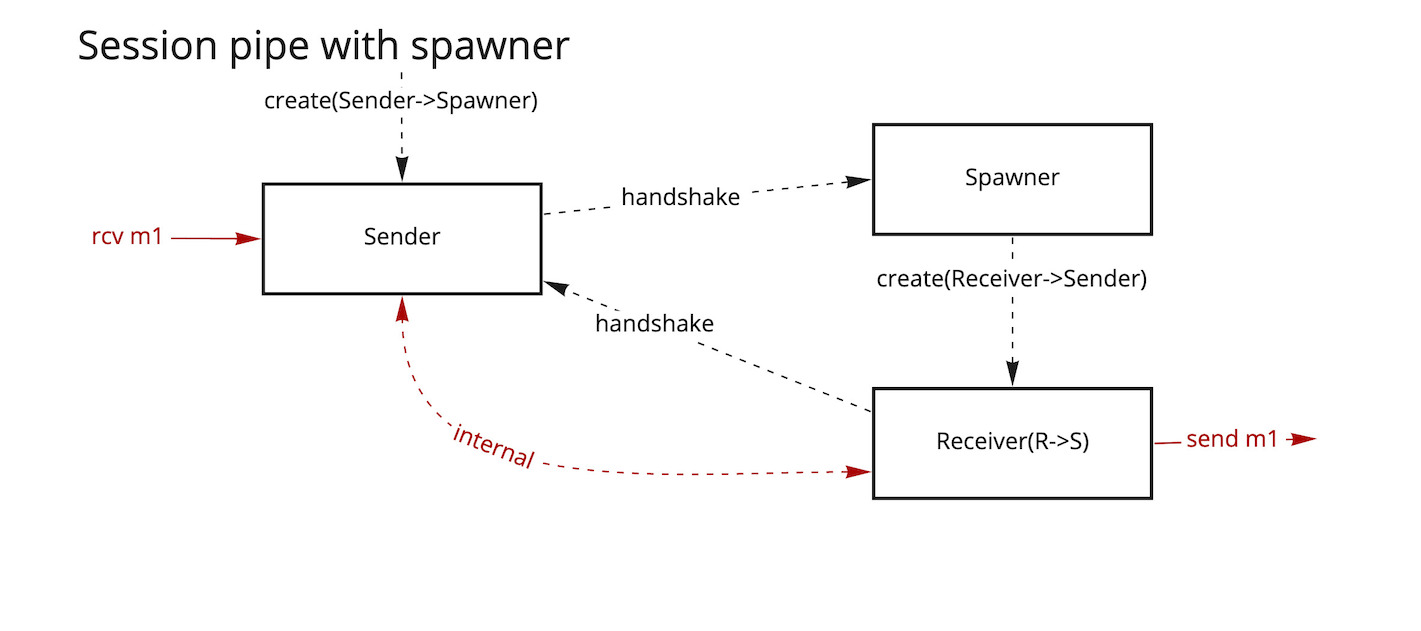 Session pipe with spawner
create(Sender->Spawner)
Spawner
handshake
Sender
rcv m1
create(Receiver->Sender)
handshake
internal
Receiver(R->S)
send m1